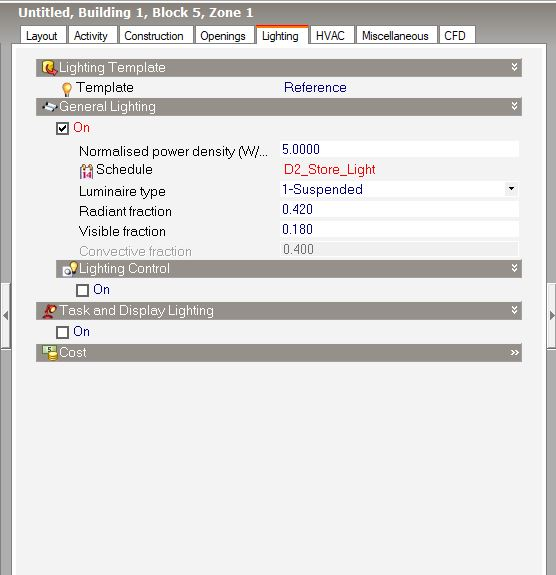 Untitled, Building 1, Block 5, Zone 1
Layout Activity Construction Openings Lighting HVAC Miscellaneous CFD
Lighting Template
Template Reference
General Lighting
On
Normalised power density (W/... 5.0000
Schedule D2_Store_Light
Luminaire type 1-Suspended
Radiant fraction 0.420
Visible fraction 0.180
Convective fraction 0.400
Lighting Control
On
Task and Display Lighting
On
Cost